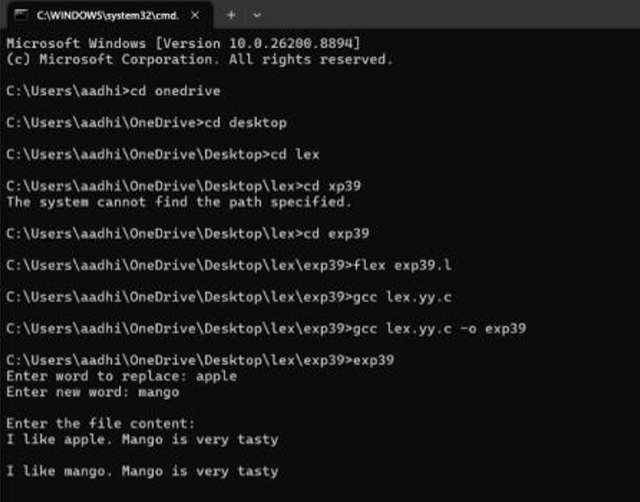 C:\WINDOWS\system32\cmd.
Microsoft Windows [Version 10.0.26200.8894]
(c) Microsoft Corporation. All rights reserved.
C:\Users\aadhi>cd onedrive
C:\Users\aadhi\OneDrive>cd desktop
C:\Users\aadhi\OneDrive\Desktop>cd lex
C:\Users\aadhi\OneDrive\Desktop\lex>cd xp39
The system cannot find the path specified.
C:\Users\aadhi\OneDrive\Desktop\lex>cd exp39
C:\Users\aadhi\OneDrive\Desktop\lex\exp39>flex exp39.l
C:\Users\aadhi\OneDrive\Desktop\lex\exp39>gcc lex.yy.c
C:\Users\aadhi\OneDrive\Desktop\lex\exp39>gcc lex.yy.c -o exp39
C:\Users\aadhi\OneDrive\Desktop\lex\exp39>exp39
Enter word to replace: apple
Enter new word: mango
Enter the file content:
I like apple. Mango is very tasty
I like mango. Mango is very tasty